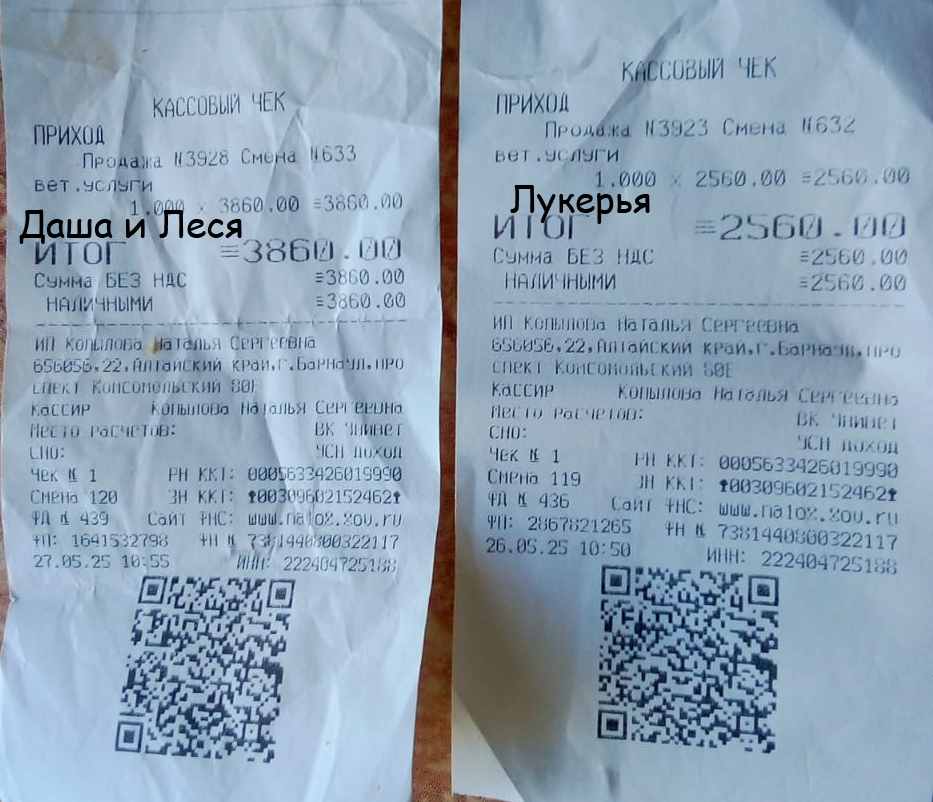 КАССОВЫЙ ЧЕК
ПРИХОД
Продажа N3928 Смена N633
вет.услуги
1.000 × 3860.00 ≡3860.00
Даша и Леся
ИТОГ ≡3860.00
Сумма БЕЗ НДС ≡3860.00
НАЛИЧНЫМИ ≡3860.00
ИП Копылова Наталья Сергеевна
656056,22,Алтайский край,г.Барнаул,про
спект Комсомольский 80Е
Кассир Копылова Наталья Сергеевна
Место расчетов: ВК Унивет
СНО: УСН доход
Чек № 1 РН ККТ: 0005633426019990
Смена 120 ЗН ККТ: 00309602152462
ФД № 439 Сайт ФНС: www.nalog.gov.ru
ФП: 1641532798 ФН № 7381440800322117
27.05.25 10:55 ИНН: 222404725188
КАССОВЫЙ ЧЕК
ПРИХОД
Продажа N3923 Смена N632
вет.услуги
1.000 × 2560.00 ≡2560.00
Лукерья
ИТОГ ≡2560.00
Сумма БЕЗ НДС ≡2560.00
НАЛИЧНЫМИ ≡2560.00
ИП Копылова Наталья Сергеевна
656056,22,Алтайский край,г.Барнаул,про
спект Комсомольский 80Е
Кассир Копылова Наталья Сергеевна
Место расчетов: ВК Унивет
СНО: УСН доход
Чек № 1 РН ККТ: 0005633426019990
Смена 119 ЗН ККТ: 00309602152462
ФД № 436 Сайт ФНС: www.nalog.gov.ru
ФП: 2867821265 ФН № 7381440800322117
26.05.25 10:50 ИНН: 222404725188